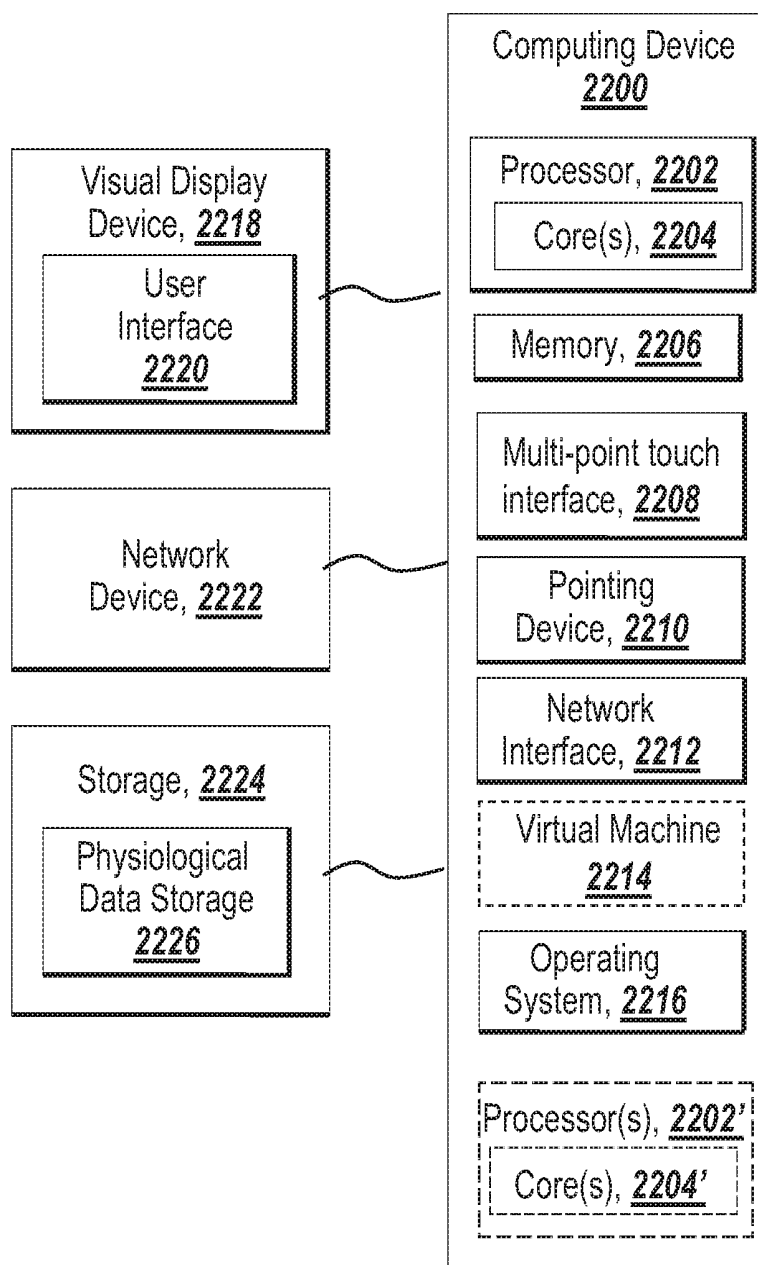 Computing Device
2200
Processor, 2202
Core(s), 2204
Memory, 2206
Multi-point touch
interface, 2208
Pointing
Device, 2210
Network
Interface, 2212
Virtual Machine
2214
Operating
System, 2216
Processor(s), 2202’
Core(s), 2204’
Visual Display
Device, 2218
User
Interface
2220
Network
Device, 2222
Storage, 2224
Physiological
Data Storage
2226